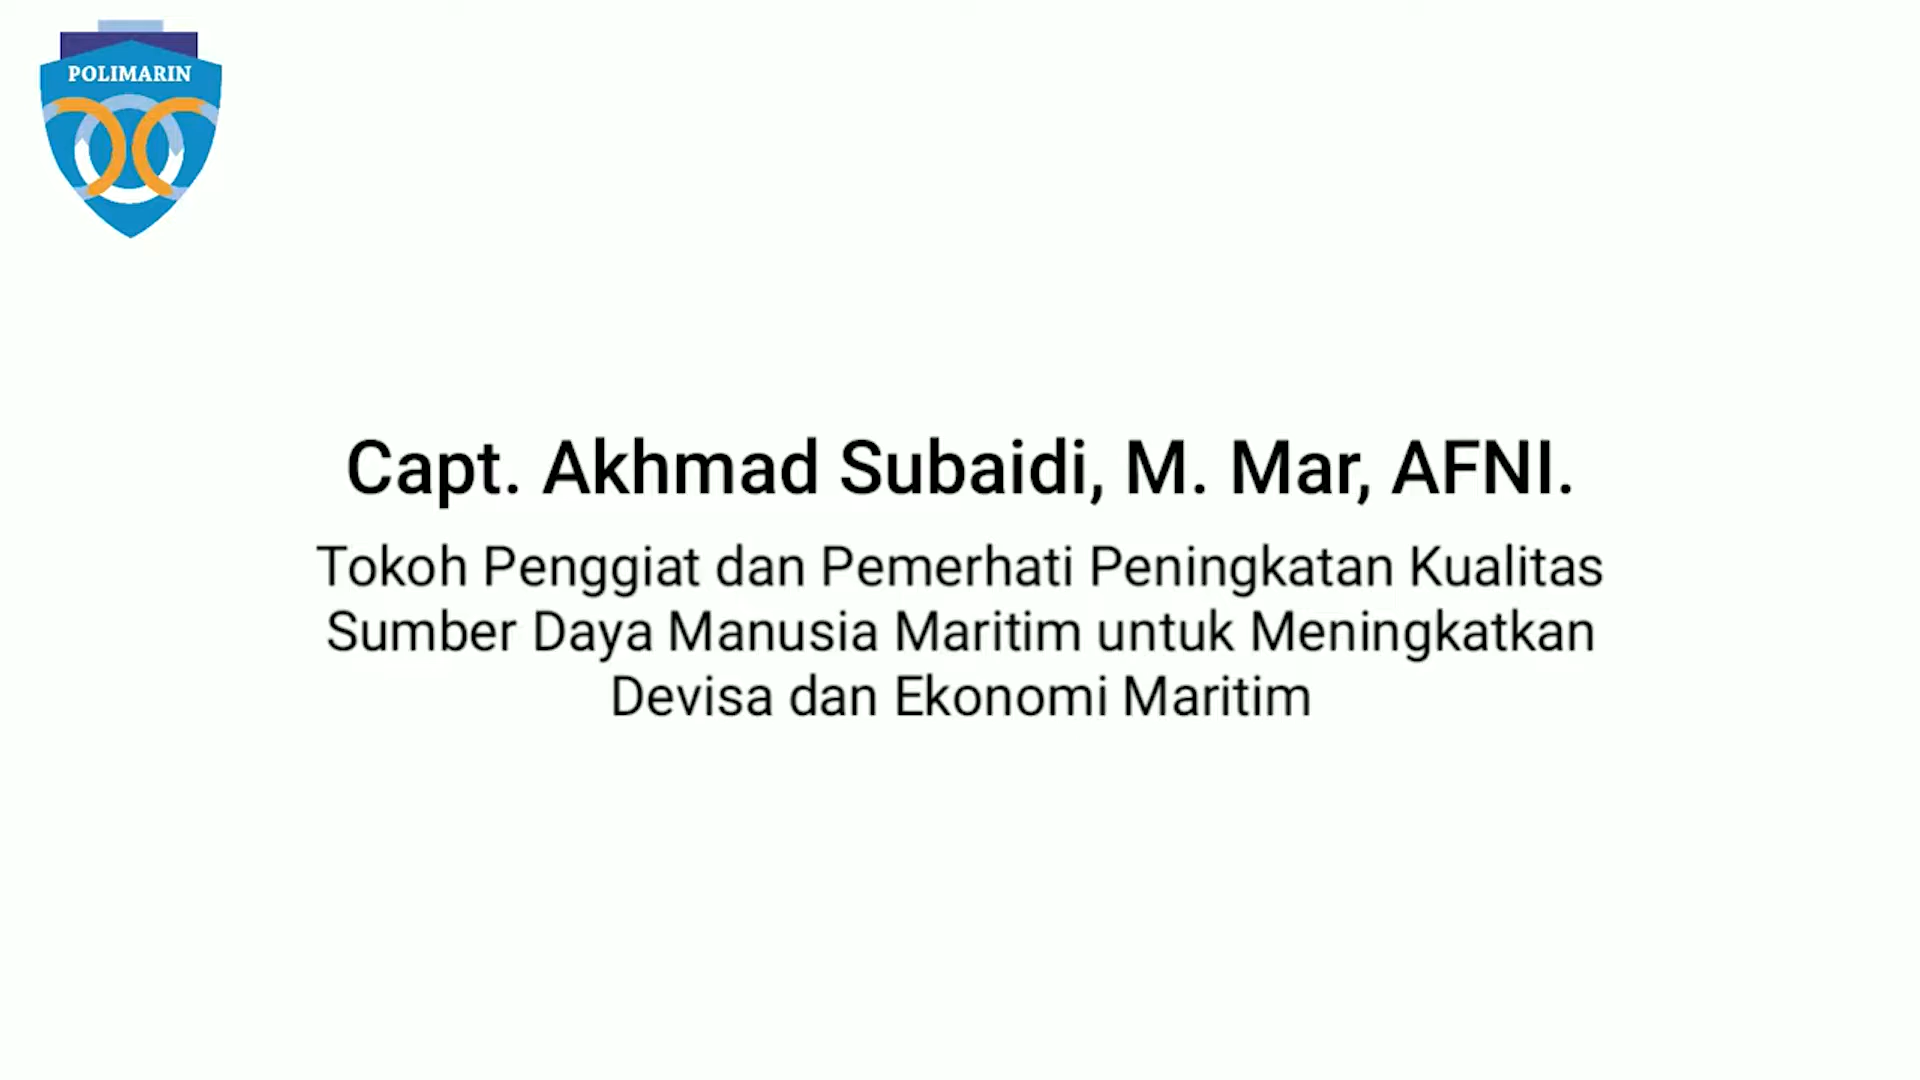 POLIMARIN
Capt. Akhmad Subaidi, M. Mar, AFNI.
Tokoh Penggiat dan Pemerhati Peningkatan Kualitas
Sumber Daya Manusia Maritim untuk Meningkatkan
Devisa dan Ekonomi Maritim